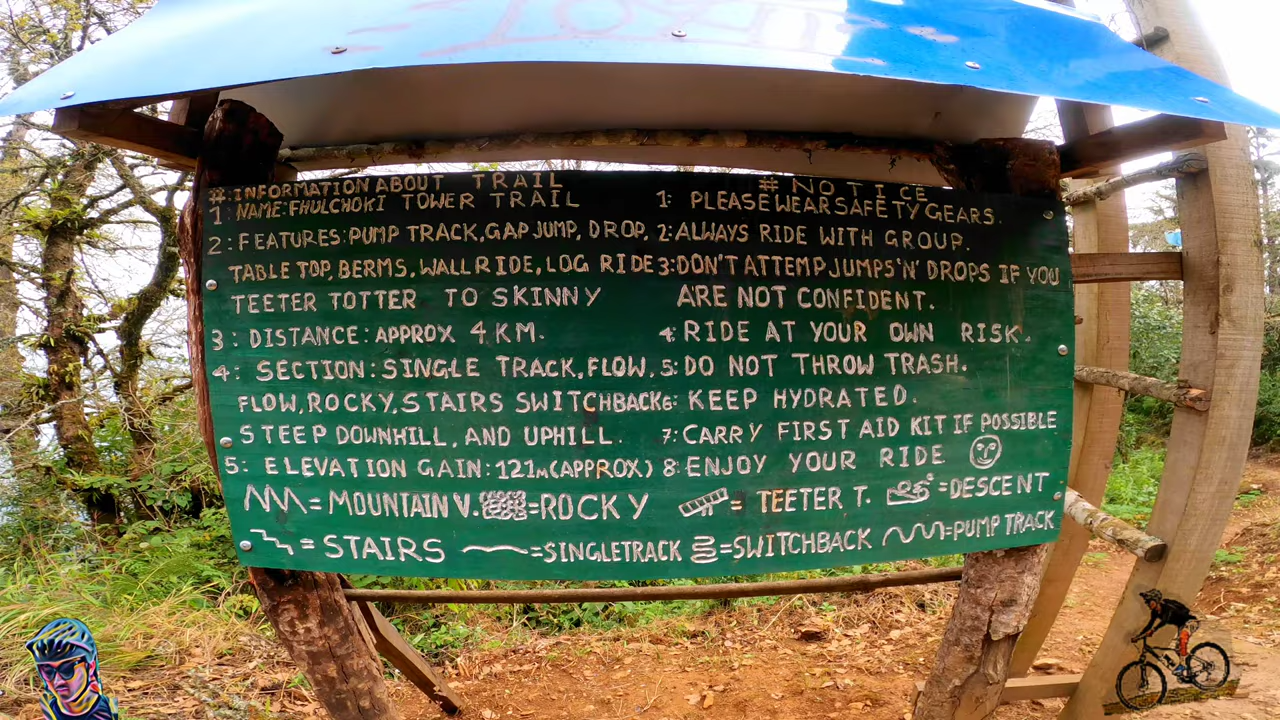 # INFORMATION ABOUT TRAIL
1: NAME: FHULCHOKI TOWER TRAIL
2: FEATURES: PUMP TRACK, GAP JUMP, DROP,
TABLE TOP, BERMS, WALL RIDE, LOG RIDE
TEETER TOTTER TO SKINNY
3: DISTANCE: APPROX 4 KM.
4: SECTION: SINGLE TRACK, FLOW,
FLOW, ROCKY, STAIRS SWITCHBACK
STEEP DOWNHILL, AND UPHILL.
5: ELEVATION GAIN: 121M (APPROX)
# NOTICE
1: PLEASE WEAR SAFETY GEARS.
2: ALWAYS RIDE WITH GROUP.
3: DON'T ATTEMP JUMPS 'N' DROPS IF YOU
ARE NOT CONFIDENT.
4: RIDE AT YOUR OWN RISK.
5: DO NOT THROW TRASH.
6: KEEP HYDRATED.
7: CARRY FIRST AID KIT IF POSSIBLE
8: ENJOY YOUR RIDE
= MOUNTAIN V. = ROCKY = TEETER T. = DESCENT
= STAIRS = SINGLETRACK = SWITCHBACK = PUMP TRACK